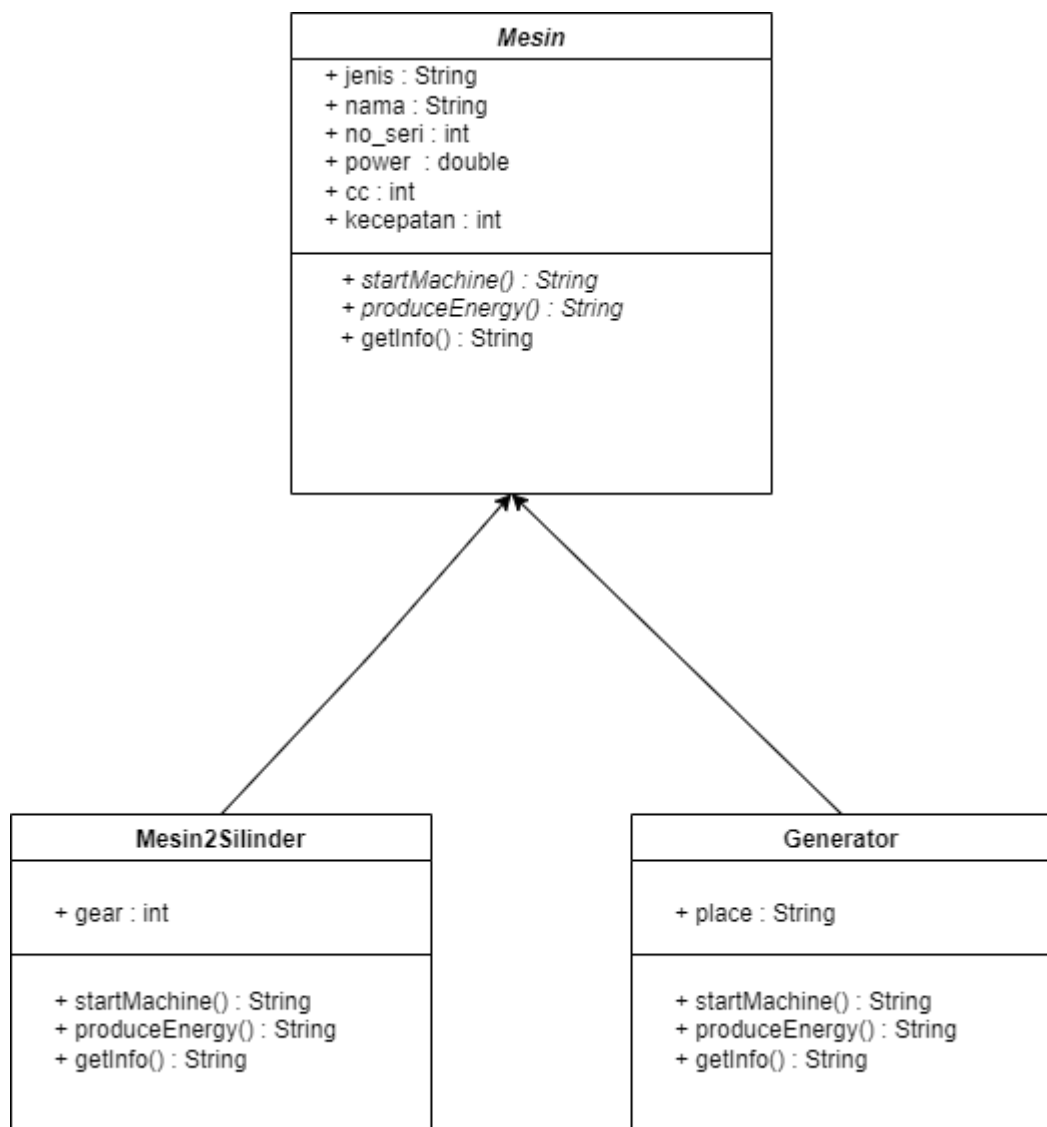 Mesin
+ jenis : String
+ nama : String
+ no_seri : int
+ power : double
+ cc : int
+ kecepatan : int
+ startMachine() : String
+ produceEnergy() : String
+ getInfo() : String
Mesin2Silinder
+ gear : int
+ startMachine() : String
+ produceEnergy() : String
+ getInfo() : String
Generator
+ place : String
+ startMachine() : String
+ produceEnergy() : String
+ getInfo() : String